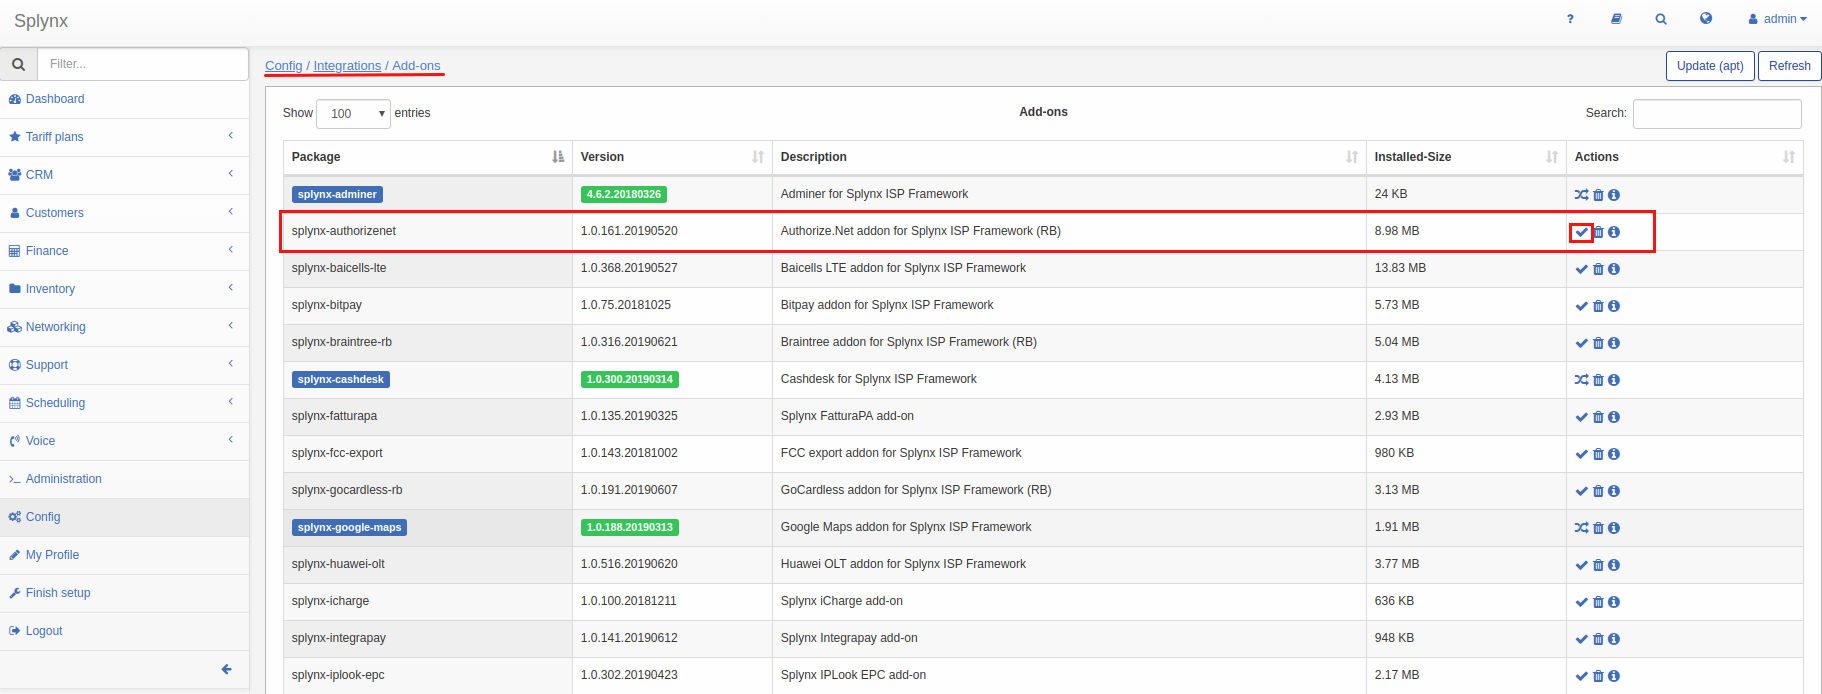 Splynx
? admin
Filter...
Config / Integrations / Add-ons
Update (apt) Refresh
Dashboard
Tariff plans
CRM
Customers
Finance
Inventory
Networking
Support
Scheduling
Voice
Administration
Config
My Profile
Finish setup
Logout
Show 100 entries
Add-ons
Search:
Package Version Description Installed-Size Actions
splynx-adminer 4.6.2.20180326 Adminer for Splynx ISP Framework 24 KB
splynx-authorizenet 1.0.161.20190520 Authorize.Net addon for Splynx ISP Framework (RB) 8.98 MB
splynx-baicells-lte 1.0.368.20190527 Baicells LTE addon for Splynx ISP Framework 13.83 MB
splynx-bitpay 1.0.75.20181025 Bitpay addon for Splynx ISP Framework 5.73 MB
splynx-braintree-rb 1.0.316.20190621 Braintree addon for Splynx ISP Framework (RB) 5.04 MB
splynx-cashdesk 1.0.300.20190314 Cashdesk for Splynx ISP Framework 4.13 MB
splynx-fatturapa 1.0.135.20190325 Splynx FatturaPA add-on 2.93 MB
splynx-fcc-export 1.0.143.20181002 FCC export addon for Splynx ISP Framework 980 KB
splynx-gocardless-rb 1.0.191.20190607 GoCardless addon for Splynx ISP Framework (RB) 3.13 MB
splynx-google-maps 1.0.188.20190313 Google Maps addon for Splynx ISP Framework 1.91 MB
splynx-huawei-olt 1.0.516.20190620 Huawei OLT addon for Splynx ISP Framework 3.77 MB
splynx-icharge 1.0.100.20181211 Splynx iCharge add-on 636 KB
splynx-integrapay 1.0.141.20190612 Splynx Integrapay add-on 948 KB
splynx-iplook-epc 1.0.302.20190423 Splynx IPLook EPC add-on 2.17 MB